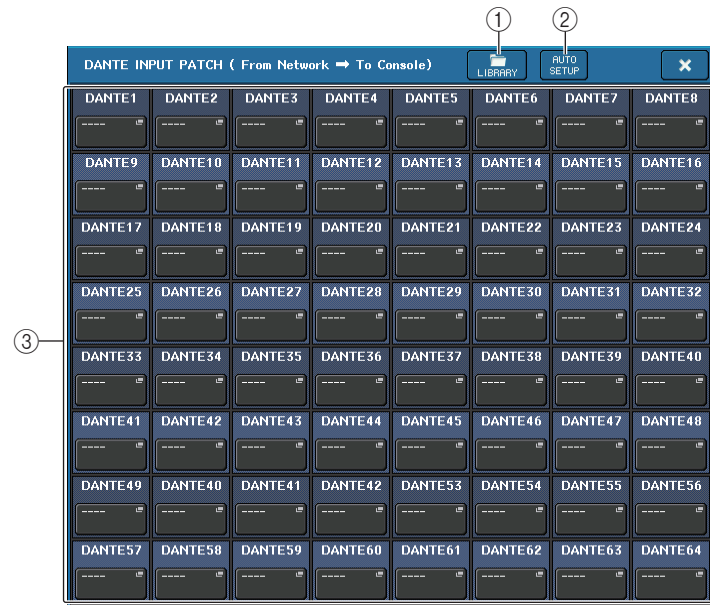 ① ②
DANTE INPUT PATCH ( From Network ➡ To Console) LIBRARY AUTO SETUP ×
DANTE1 DANTE2 DANTE3 DANTE4 DANTE5 DANTE6 DANTE7 DANTE8
---- ---- ---- ---- ---- ---- ---- ----
DANTE9 DANTE10 DANTE11 DANTE12 DANTE13 DANTE14 DANTE15 DANTE16
---- ---- ---- ---- ---- ---- ---- ----
DANTE17 DANTE18 DANTE19 DANTE20 DANTE21 DANTE22 DANTE23 DANTE24
---- ---- ---- ---- ---- ---- ---- ----
DANTE25 DANTE26 DANTE27 DANTE28 DANTE29 DANTE30 DANTE31 DANTE32
---- ---- ---- ---- ---- ---- ---- ----
③
DANTE33 DANTE34 DANTE35 DANTE36 DANTE37 DANTE38 DANTE39 DANTE40
---- ---- ---- ---- ---- ---- ---- ----
DANTE41 DANTE42 DANTE43 DANTE44 DANTE45 DANTE46 DANTE47 DANTE48
---- ---- ---- ---- ---- ---- ---- ----
DANTE49 DANTE40 DANTE41 DANTE42 DANTE53 DANTE54 DANTE55 DANTE56
---- ---- ---- ---- ---- ---- ---- ----
DANTE57 DANTE58 DANTE59 DANTE60 DANTE61 DANTE62 DANTE63 DANTE64
---- ---- ---- ---- ---- ---- ---- ----